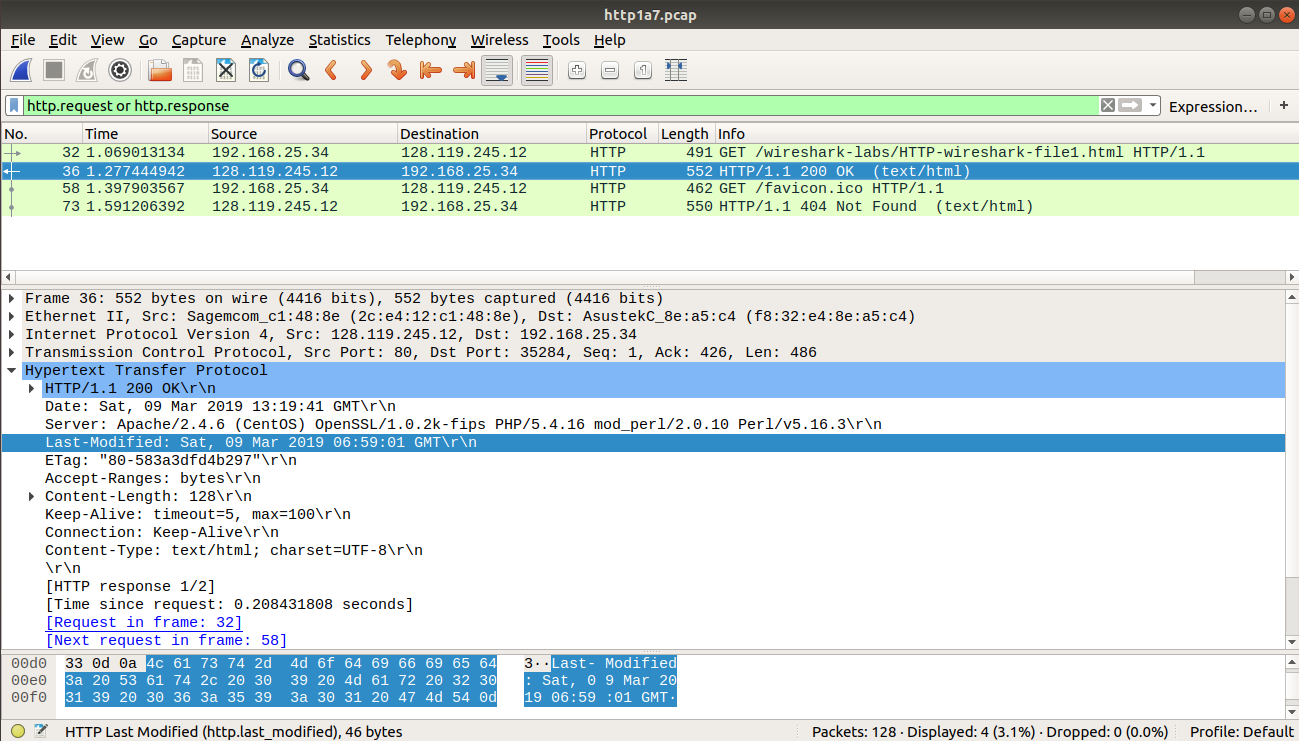 http1a7.pcap
File Edit View Go Capture Analyze Statistics Telephony Wireless Tools Help
http.request or http.response Expression… +
No. Time Source Destination Protocol Length Info
32 1.069013134 192.168.25.34 128.119.245.12 HTTP 491 GET /wireshark-labs/HTTP-wireshark-file1.html HTTP/1.1
36 1.277444942 128.119.245.12 192.168.25.34 HTTP 552 HTTP/1.1 200 OK  (text/html)
58 1.397903567 192.168.25.34 128.119.245.12 HTTP 462 GET /favicon.ico HTTP/1.1
73 1.591206392 128.119.245.12 192.168.25.34 HTTP 550 HTTP/1.1 404 Not Found  (text/html)
Frame 36: 552 bytes on wire (4416 bits), 552 bytes captured (4416 bits)
Ethernet II, Src: Sagemcom_c1:48:8e (2c:e4:12:c1:48:8e), Dst: AsustekC_8e:a5:c4 (f8:32:e4:8e:a5:c4)
Internet Protocol Version 4, Src: 128.119.245.12, Dst: 192.168.25.34
Transmission Control Protocol, Src Port: 80, Dst Port: 35284, Seq: 1, Ack: 426, Len: 486
Hypertext Transfer Protocol
HTTP/1.1 200 OK\r\n
Date: Sat, 09 Mar 2019 13:19:41 GMT\r\n
Server: Apache/2.4.6 (CentOS) OpenSSL/1.0.2k-fips PHP/5.4.16 mod_perl/2.0.10 Perl/v5.16.3\r\n
Last-Modified: Sat, 09 Mar 2019 06:59:01 GMT\r\n
ETag: "80-583a3dfd4b297"\r\n
Accept-Ranges: bytes\r\n
Content-Length: 128\r\n
Keep-Alive: timeout=5, max=100\r\n
Connection: Keep-Alive\r\n
Content-Type: text/html; charset=UTF-8\r\n
\r\n
[HTTP response 1/2]
[Time since request: 0.208431808 seconds]
[Request in frame: 32]
[Next request in frame: 58]
00d0 33 0d 0a 4c 61 73 74 2d 4d 6f 64 69 66 69 65 64 3··Last- Modified
00e0 3a 20 53 61 74 2c 20 30 39 20 4d 61 72 20 32 30 : Sat, 0 9 Mar 20
00f0 31 39 20 30 36 3a 35 39 3a 30 31 20 47 4d 54 0d 19 06:59 :01 GMT·
HTTP Last Modified (http.last_modified), 46 bytes Packets: 128 · Displayed: 4 (3.1%) · Dropped: 0 (0.0%) Profile: Default